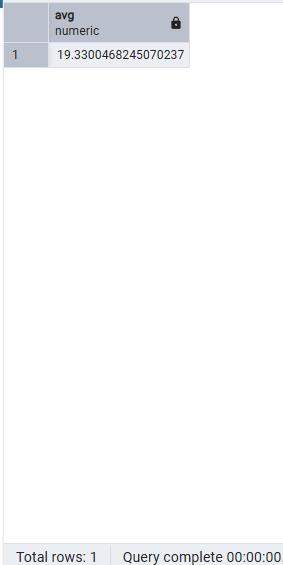 avg
numeric
1 19.3300468245070237
Total rows: 1 Query complete 00:00:00.